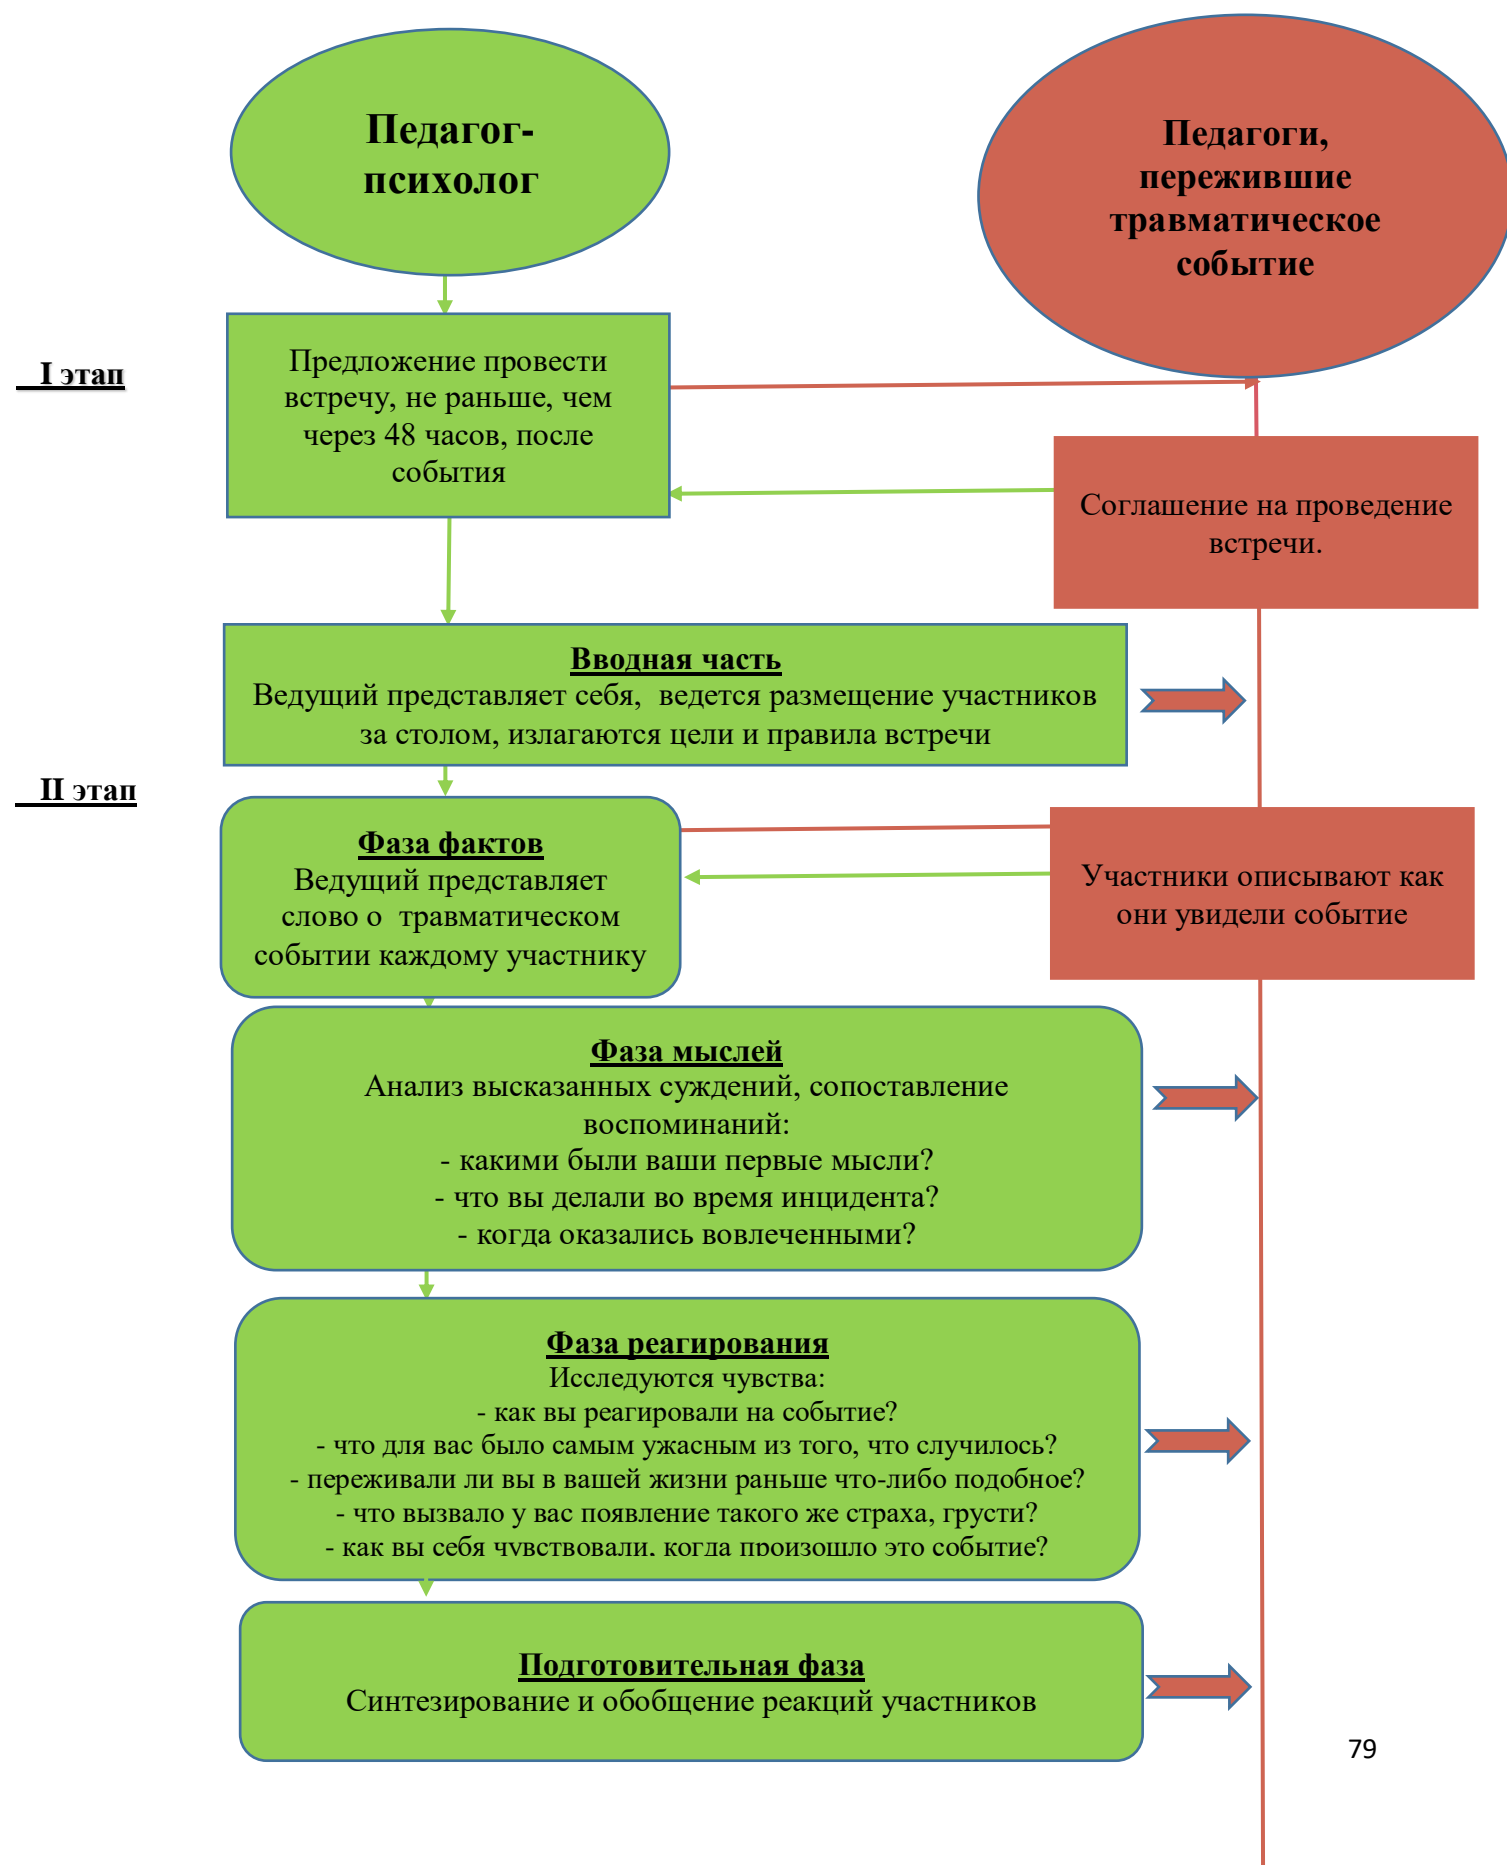 Педагог-
психолог
Педагоги,
пережившие
травматическое
событие
I этап
Предложение провести
встречу, не раньше, чем
через 48 часов, после
события
Соглашение на проведение
встречи.
Вводная часть
Ведущий представляет себя, ведется размещение участников
за столом, излагаются цели и правила встречи
II этап
Фаза фактов
Ведущий представляет
слово о травматическом
событии каждому участнику
Участники описывают как
они увидели событие
Фаза мыслей
Анализ высказанных суждений, сопоставление
воспоминаний:
- какими были ваши первые мысли?
- что вы делали во время инцидента?
- когда оказались вовлеченными?
Фаза реагирования
Исследуются чувства:
- как вы реагировали на событие?
- что для вас было самым ужасным из того, что случилось?
- переживали ли вы в вашей жизни раньше что-либо подобное?
- что вызвало у вас появление такого же страха, грусти?
- как вы себя чувствовали, когда произошло это событие?
Подготовительная фаза
Синтезирование и обобщение реакций участников
79